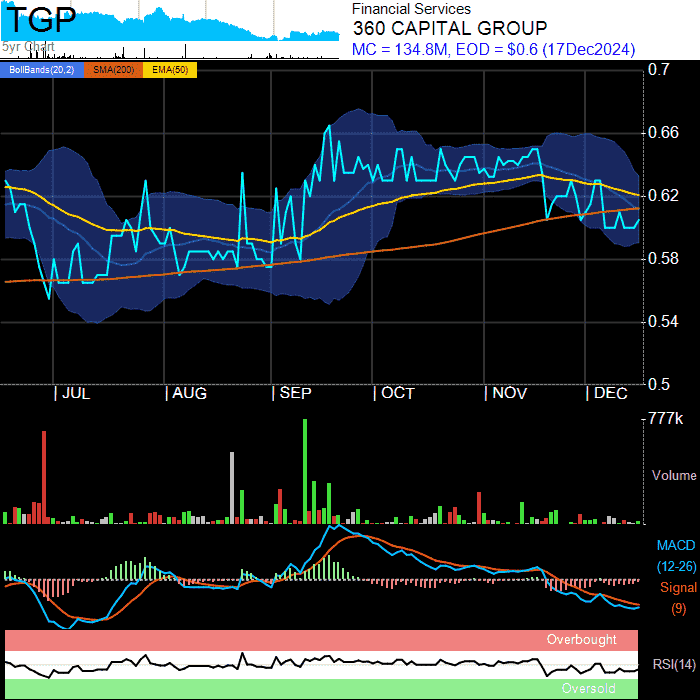 TGP
5yr Chart
Financial Services
360 CAPITAL GROUP
MC = 134.8M, EOD = $0.6 (17Dec2024)
BollBands(20,2) SMA(200) EMA(50)
0.7
0.66
0.62
0.58
0.54
0.5
JUL AUG SEP OCT NOV DEC
777k
Volume
MACD
(12-26)
Signal
(9)
Overbought
RSI(14)
Oversold